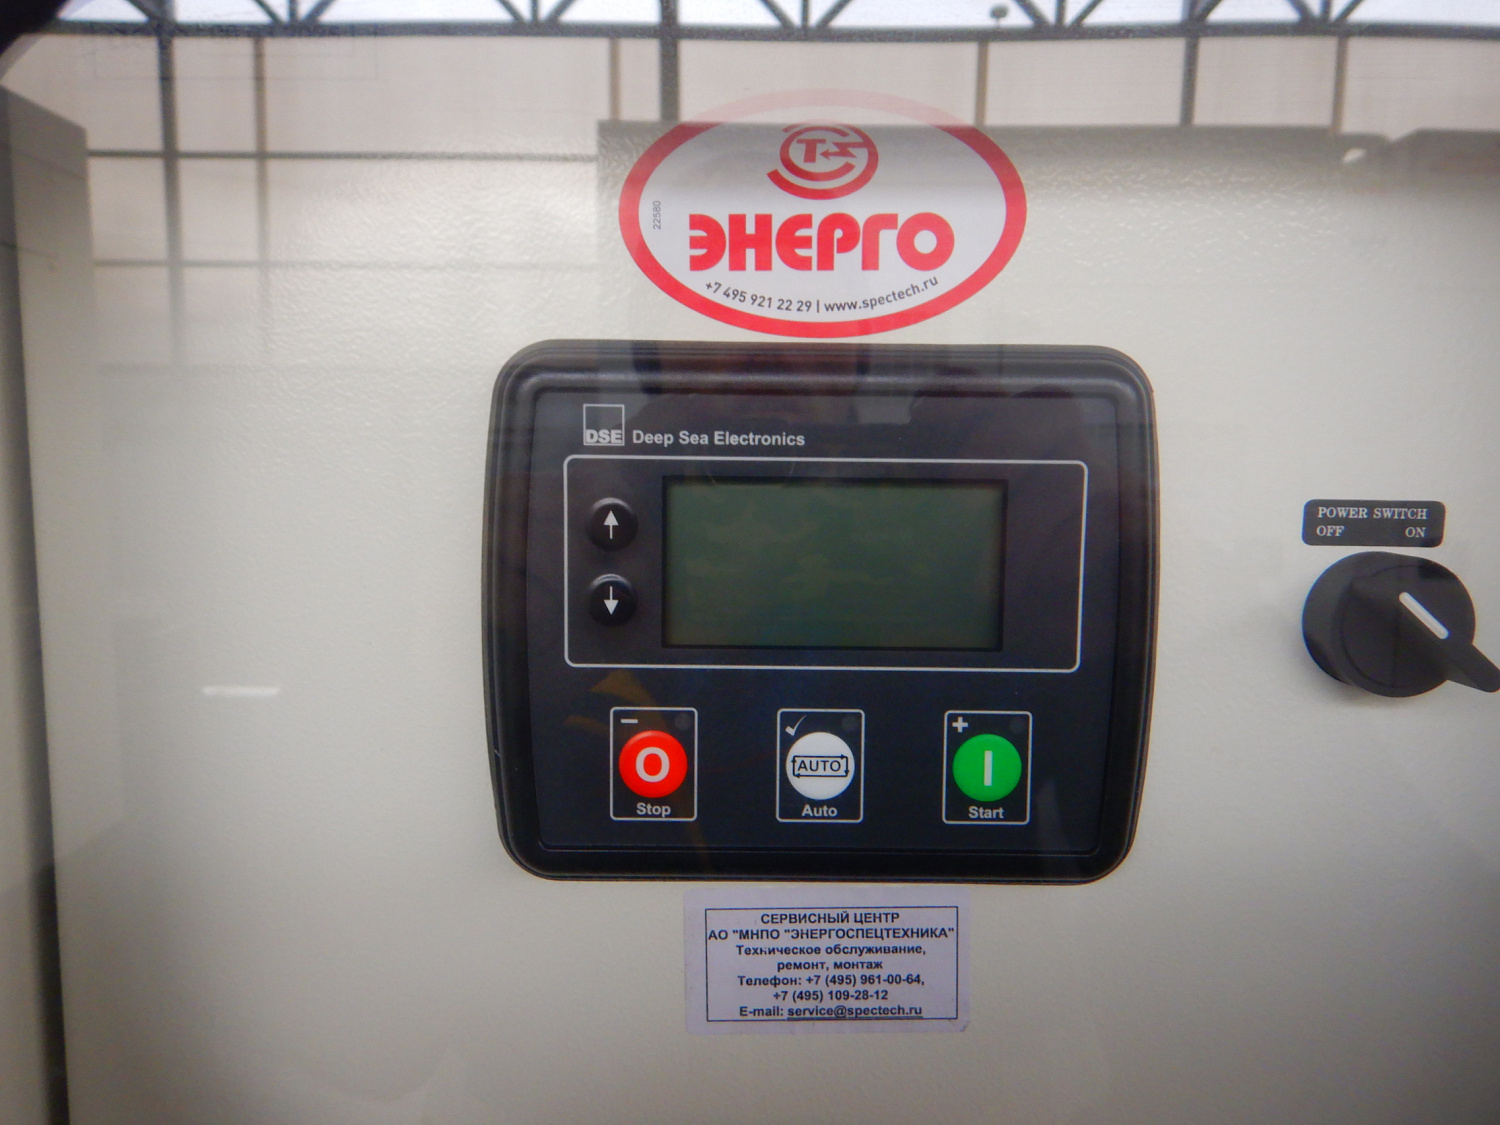 22580
ЭНЕРГО
+7 495 921 22 29 | www.spectech.ru
DSE Deep Sea Electronics
POWER SWITCH
OFF ON
AUTO
Stop
Auto
Start
СЕРВИСНЫЙ ЦЕНТР
АО "МНПО "ЭНЕРГОСПЕЦТЕХНИКА"
Техническое обслуживание,
ремонт, монтаж
Телефон: +7 (495) 961-00-64,
+7 (495) 109-28-12
E-mail: service@spectech.ru